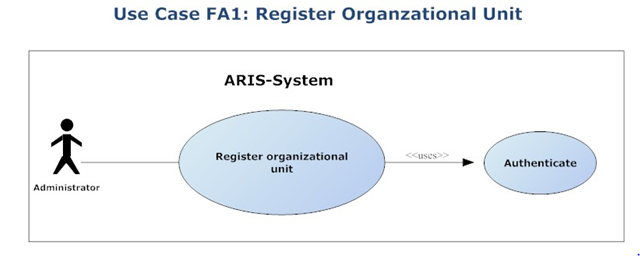 Use Case FA1: Register Organzational Unit
ARIS-System
Register organizational
unit
<<uses>>
Authenticate
Administrator